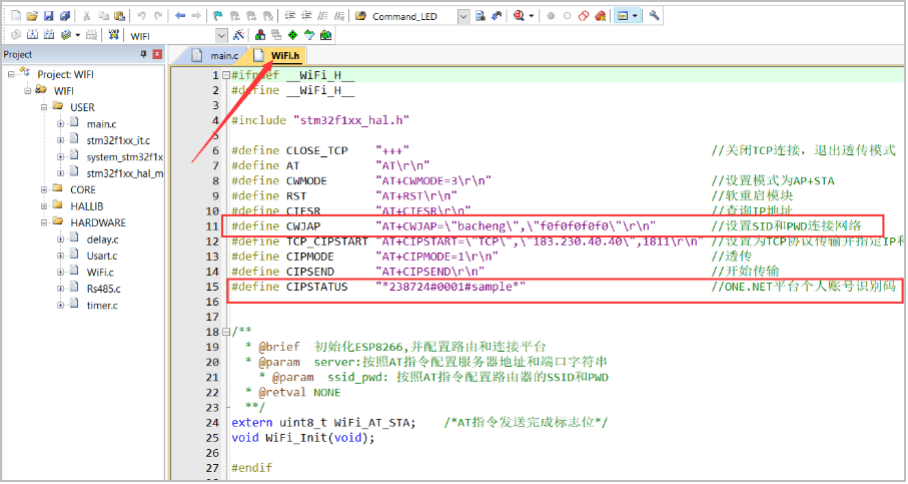 Command_LED
WIFI
Project
main.c
WiFi.h
Project: WIFI
WIFI
USER
main.c
stm32f1xx_it.c
system_stm32f1x
stm32f1xx_hal_m
CORE
HALLIB
HARDWARE
delay.c
Usart.c
WiFi.c
Rs485.c
timer.c
1 #ifndef __WiFi_H__
2 #define __WiFi_H__
3
4 #include "stm32f1xx_hal.h"
5
6 #define CLOSE_TCP "+++" //关闭TCP连接，退出透传模式
7 #define AT "AT\r\n"
8 #define CWMODE "AT+CWMODE=3\r\n" //设置模式为AP+STA
9 #define RST "AT+RST\r\n" //软重启模块
10 #define CIFSR "AT+CIFSR\r\n" //查询IP地址
11 #define CWJAP "AT+CWJAP=\"bacheng\",\"f0f0f0f0f0\"\r\n" //设置SID和PWD连接网络
12 #define TCP_CIPSTART "AT+CIPSTART=\"TCP\",\"183.230.40.40\",1811\r\n" //设置为TCP协议传输并指定IP和
13 #define CIPMODE "AT+CIPMODE=1\r\n" //透传
14 #define CIPSEND "AT+CIPSEND\r\n" //开始传输
15 #define CIPSTATUS "*238724#0001#sample*" //ONE.NET平台个人账号识别码
16
17
18 /**
19 * @brief 初始化ESP8266,并配置路由和连接平台
20 * @param server:按照AT指令配置服务器地址和端口字符串
21 * @param ssid_pwd: 按照AT指令配置路由器的SSID和PWD
22 * @retval NONE
23 **/
24 extern uint8_t WiFi_AT_STA; /*AT指令发送完成标志位*/
25 void WiFi_Init(void);
26
27 #endif